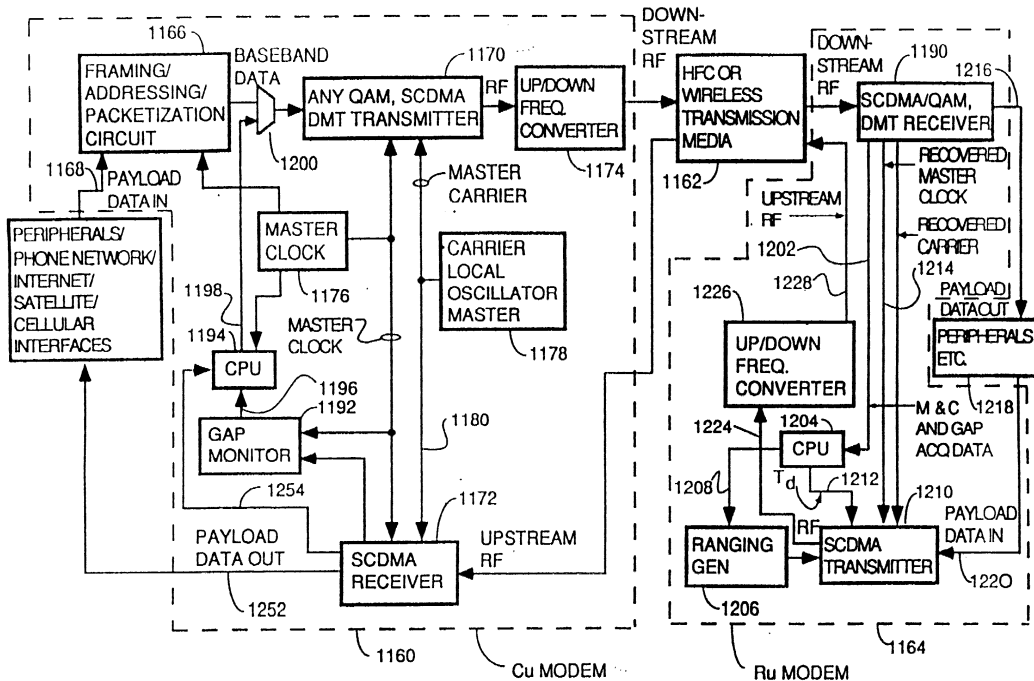 1166
FRAMING/
ADDRESSING/
PACKETIZATION
CIRCUIT
BASEBAND
DATA
1200
1170
ANY QAM, SCDMA
DMT TRANSMITTER
RF
UP/DOWN
FREQ.
CONVERTER
1174
DOWN-
STREAM
RF
HFC OR
WIRELESS
TRANSMISSION
MEDIA
1162
DOWN-
STREAM
RF
1190
SCDMA/QAM,
DMT RECEIVER
1216
1168
PAYLOAD
DATA IN
PERIPHERALS/
PHONE NETWORK/
INTERNET/
SATELLITE/
CELLULAR
INTERFACES
MASTER
CLOCK
1176
MASTER
CARRIER
CARRIER
LOCAL
OSCILLATOR
MASTER
1178
1198
1194
CPU
MASTER
CLOCK
1196
1192
GAP
MONITOR
1180
1254
1172
PAYLOAD
DATA OUT
SCDMA
RECEIVER
UPSTREAM
RF
1252
1160
Cu MODEM
UPSTREAM
RF
RECOVERED
MASTER
CLOCK
RECOVERED
CARRIER
1202
1214
1226
1228
UP/DOWN
FREQ.
CONVERTER
PAYLOAD
DATAOUT
PERIPHERALS
ETC.
1218
1224
1204
CPU
M & C
AND GAP
ACQ DATA
1208
Td
1212
1210
RF
PAYLOAD
DATA IN
RANGING
GEN
SCDMA
TRANSMITTER
1206
1220
1164
Ru MODEM